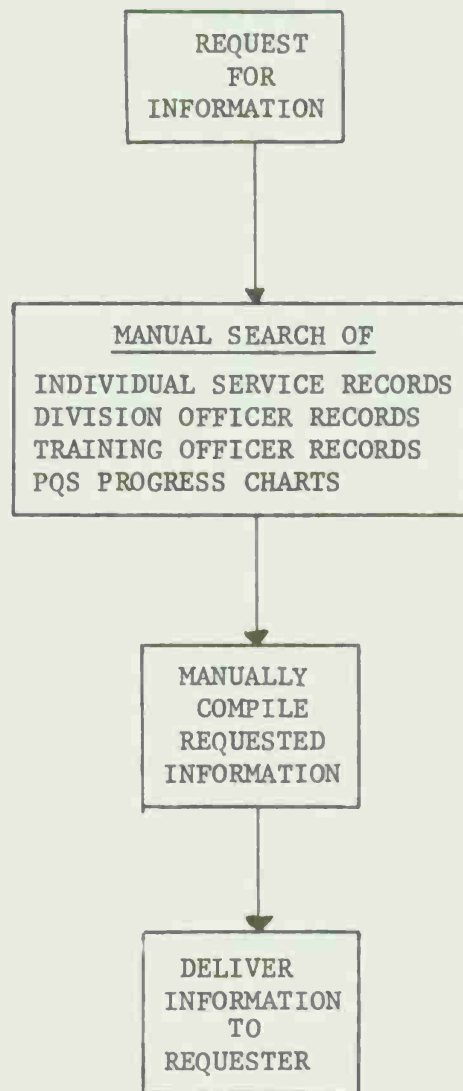 REQUEST
FOR
INFORMATION
MANUAL SEARCH OF
INDIVIDUAL SERVICE RECORDS
DIVISION OFFICER RECORDS
TRAINING OFFICER RECORDS
PQS PROGRESS CHARTS
MANUALLY
COMPILE
REQUESTED
INFORMATION
DELIVER
INFORMATION
TO
REQUESTER